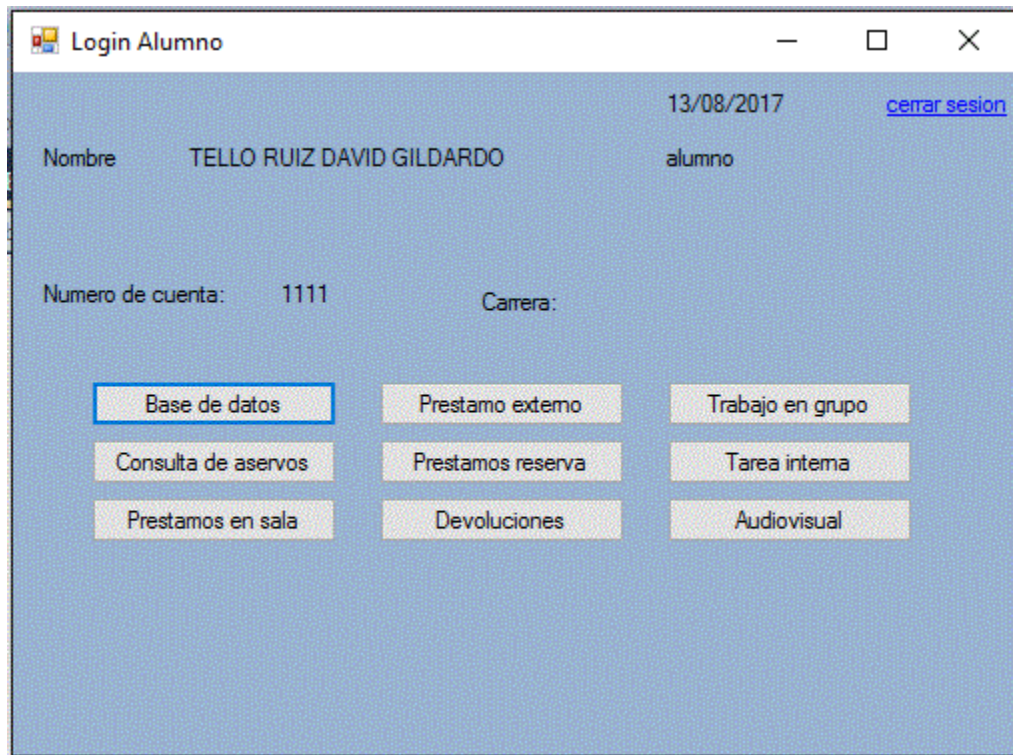 Login Alumno
13/08/2017 cerrar sesion
Nombre TELLO RUIZ DAVID GILDARDO alumno
Numero de cuenta: 1111 Carrera:
Base de datos Prestamo externo Trabajo en grupo
Consulta de aservos Prestamos reserva Tarea interna
Prestamos en sala Devoluciones Audiovisual